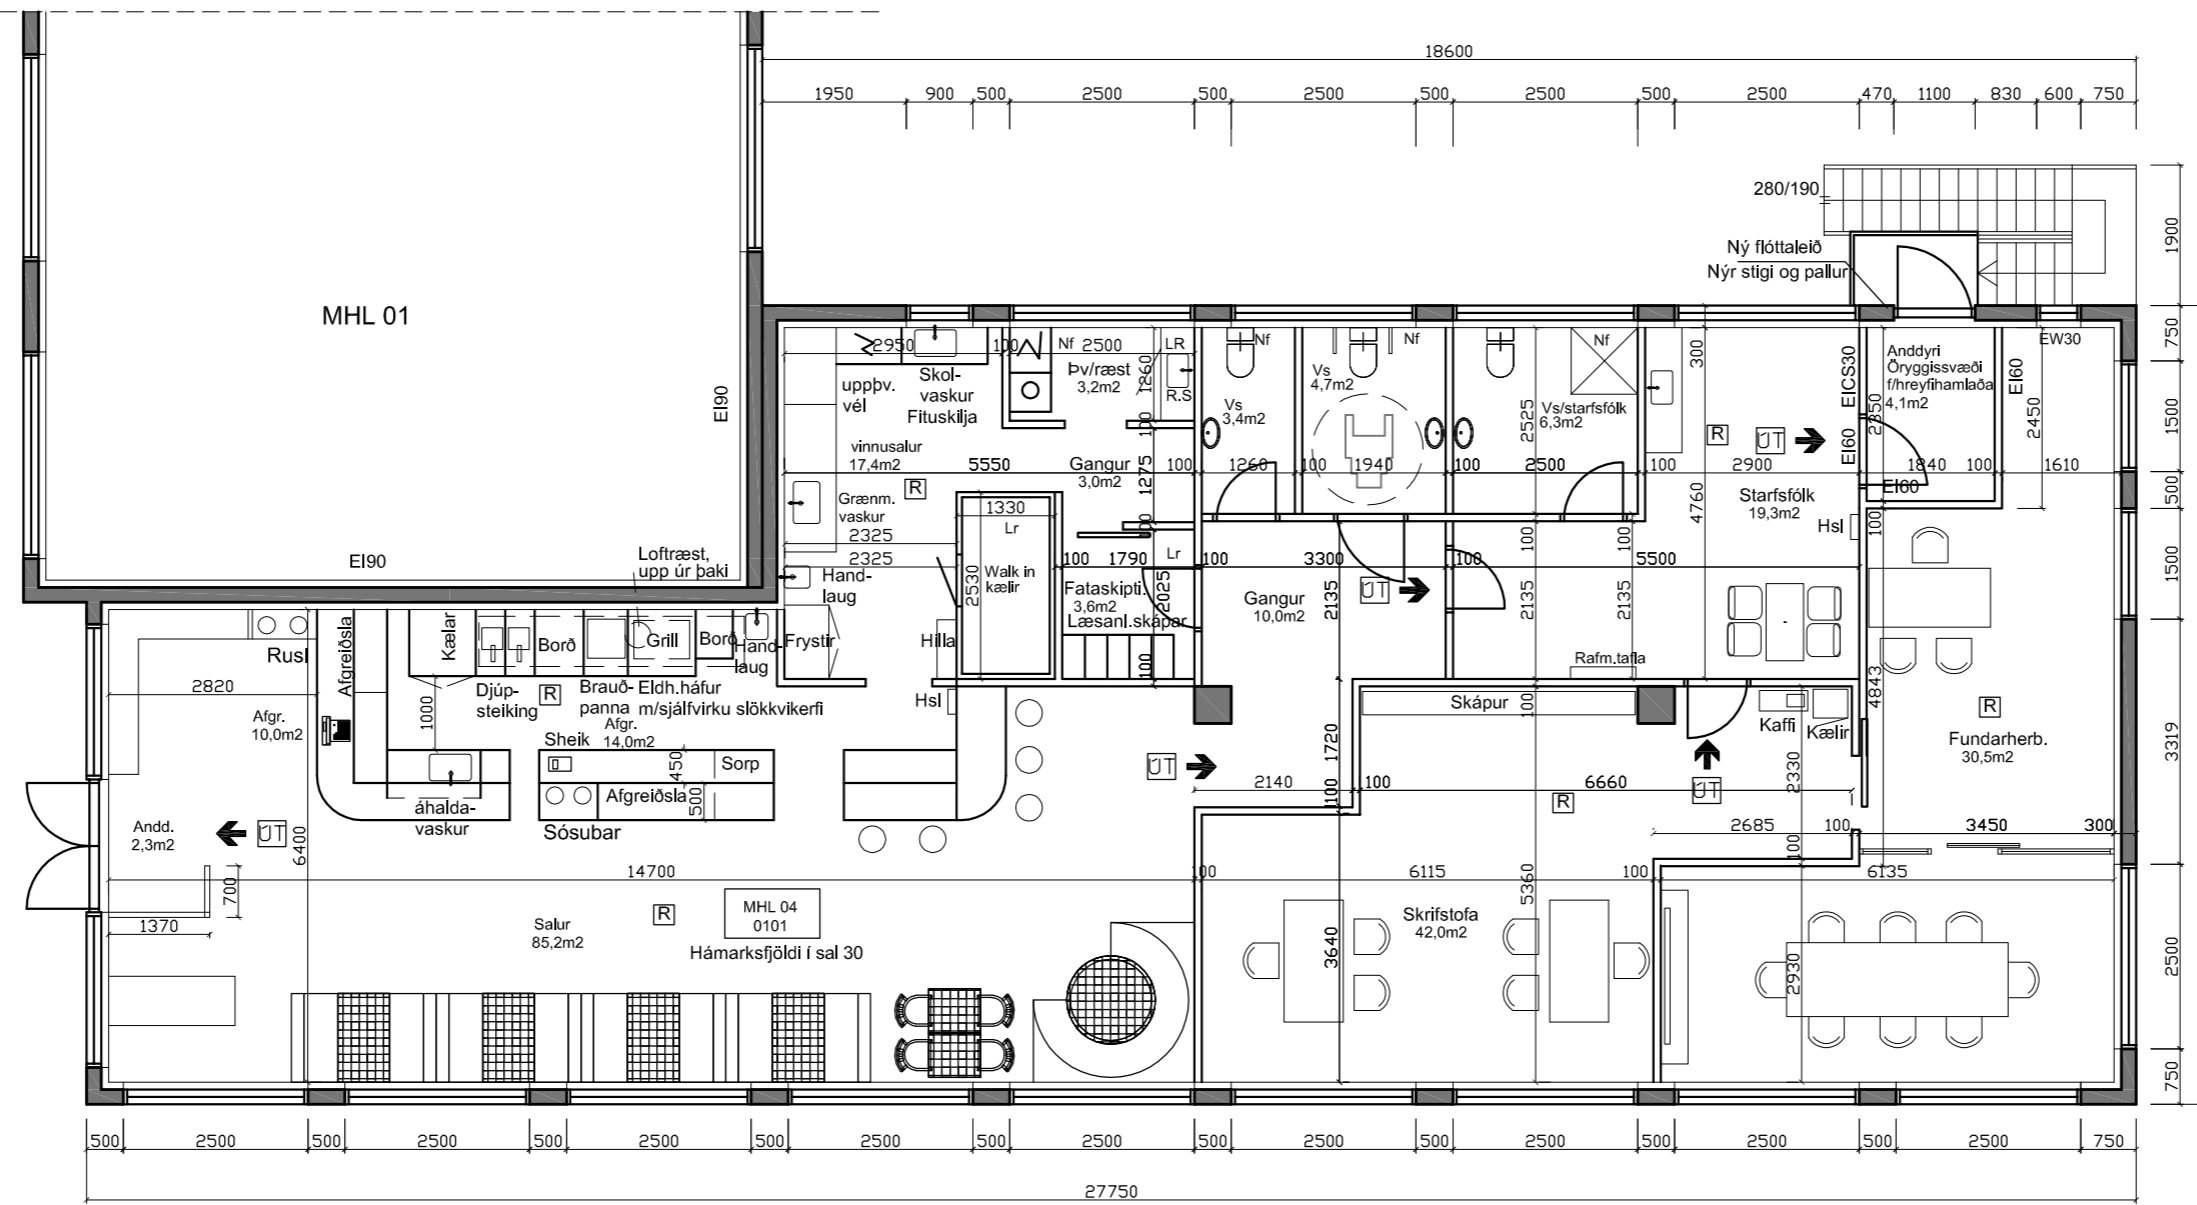 18600
1950 900 500 2500 500 2500 500 2500 500 2500 470 1100 830 600 750
280/190
1900
Ný flóttaleið
Nýr stigi og pallur
MHL 01
EI90
EI90
2950 100 Nf 2500 LR
Þv/ræst
3,2m2
1260
R.S
uppþv.
vél
Skol-
vaskur
Fituskilja
Nf
Vs
3,4m2
Vs
4,7m2
Nf
Nf
Vs/starfsfólk
6,3m2
2525
300
EICS30
EI60
Anddyri
Öryggissvæði
f/hreyfihamlaða
4,1m2
2350
EI60
2450
EW30
750
1500
500
1500
3319
2500
750
vinnusalur
17,4m2
5550
Gangur
3,0m2
100
1275
100
100
1260 100 1940 100 2500 100 2900 1840 100 1610
R
ÚT
EI60
Grænm.
vaskur
R
2325
2325
1330
Lr
Walk in
kælir
2530
Lr
100 1790
Fataskipti.
3,6m2
Læsanl.skápar
2025
100
100 3300 100 5500
Gangur
10,0m2
2135
ÚT
100
2135
100
2135
4760
Starfsfólk
19,3m2
Hsl
100
Loftræst,
upp úr þaki
Hand-
laug
Frystir
Hilla
Hsl
Rafm.tafla
Afgreiðsla
Kælar
Borð
Grill
Borð
Hand-
laug
Rusl
2820
Afgr.
10,0m2
1000
Djúp-
steiking
R
Brauð-
panna
Eldh.háfur
m/sjálfvirku slökkvikerfi
Afgr.
14,0m2
Sheik
450
Sorp
Afgreiðsla
500
Sósubar
áhalda-
vaskur
ÚT
1720
2140
100
100 6660
Skápur
100
Kaffi
Kælir
ÚT
2330
R
4843
R
Fundarherb.
30,5m2
2685 100 3450 300
100
Andd.
2,3m2
ÚT
6400
700
1370
14700 100 6115 100 6135
Salur
85,2m2
R
MHL 04
0101
Hámarksfjöldi í sal 30
3640
5360
Skrifstofa
42,0m2
2930
500 2500 500 2500 500 2500 500 2500 500 2500 500 2500 500 2500 500 2500 500 2500 750
27750